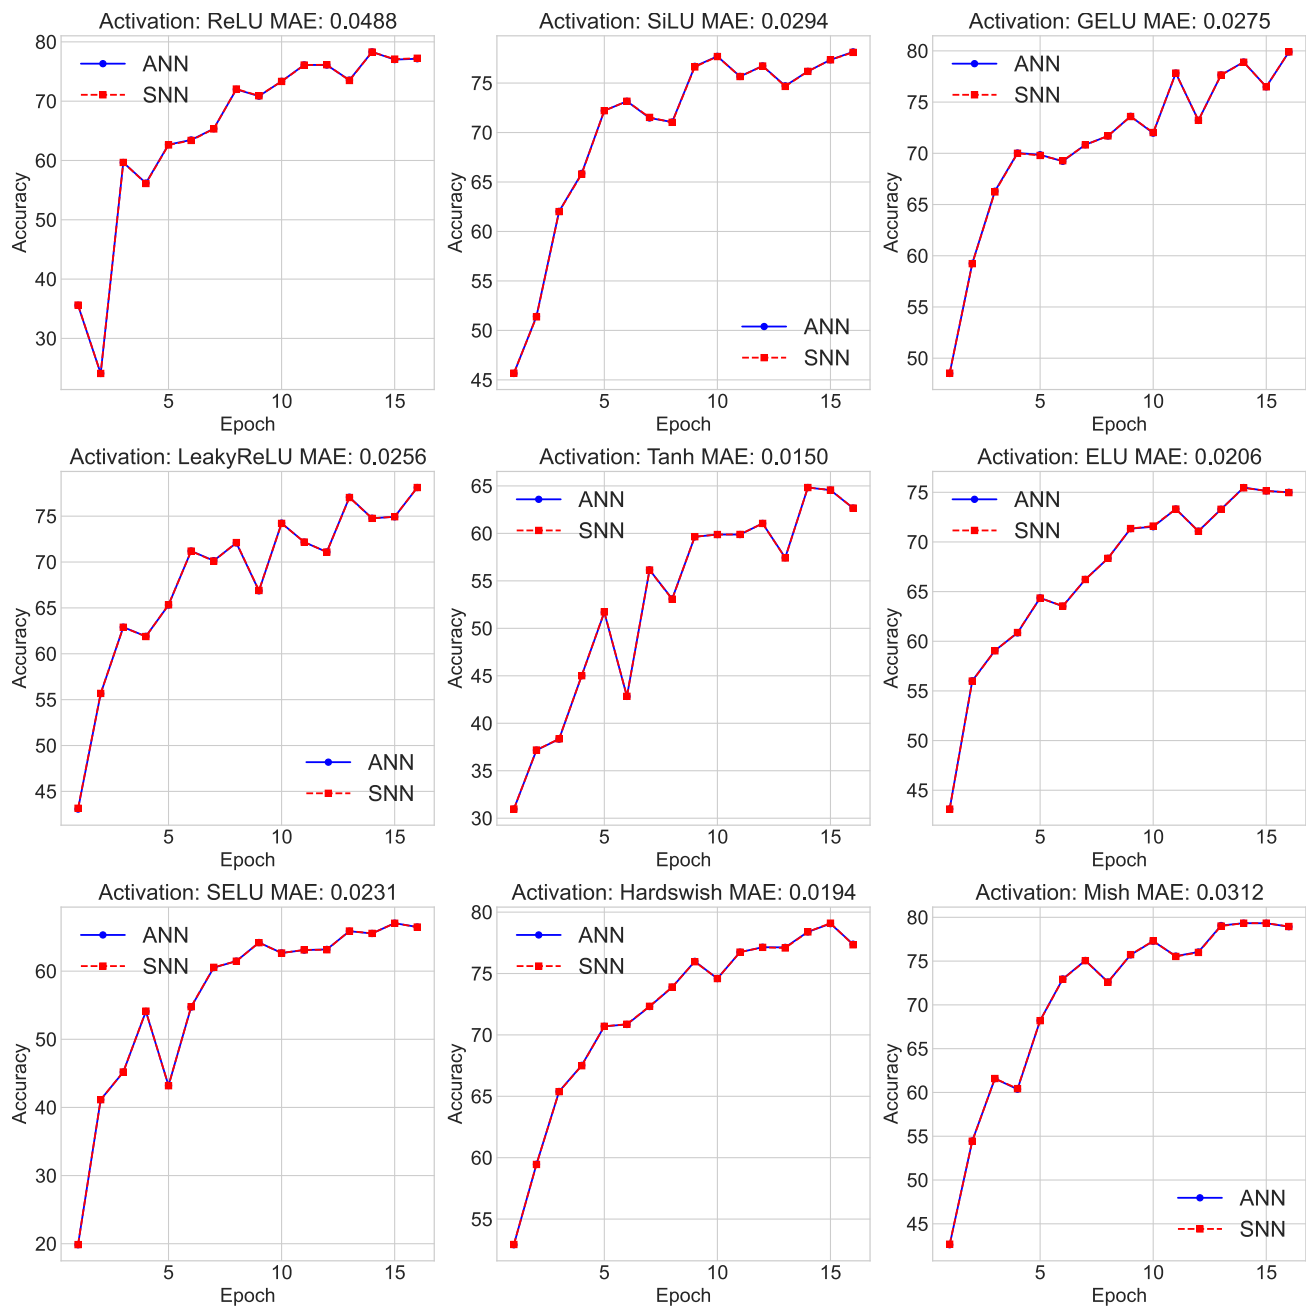 Activation: ReLU MAE: 0.0488
80
70
60
50
40
30
Accuracy
ANN
SNN
5
10
15
Epoch
Activation: SiLU MAE: 0.0294
75
70
65
60
55
50
45
Accuracy
ANN
SNN
5
10
15
Epoch
Activation: GELU MAE: 0.0275
80
75
70
65
60
55
50
Accuracy
ANN
SNN
5
10
15
Epoch
Activation: LeakyReLU MAE: 0.0256
75
70
65
60
55
50
45
Accuracy
ANN
SNN
5
10
15
Epoch
Activation: Tanh MAE: 0.0150
65
60
55
50
45
40
35
30
Accuracy
ANN
SNN
5
10
15
Epoch
Activation: ELU MAE: 0.0206
75
70
65
60
55
50
45
Accuracy
ANN
SNN
5
10
15
Epoch
Activation: SELU MAE: 0.0231
60
50
40
30
20
Accuracy
ANN
SNN
5
10
15
Epoch
Activation: Hardswish MAE: 0.0194
80
75
70
65
60
55
Accuracy
ANN
SNN
5
10
15
Epoch
Activation: Mish MAE: 0.0312
80
75
70
65
60
55
50
45
Accuracy
ANN
SNN
5
10
15
Epoch